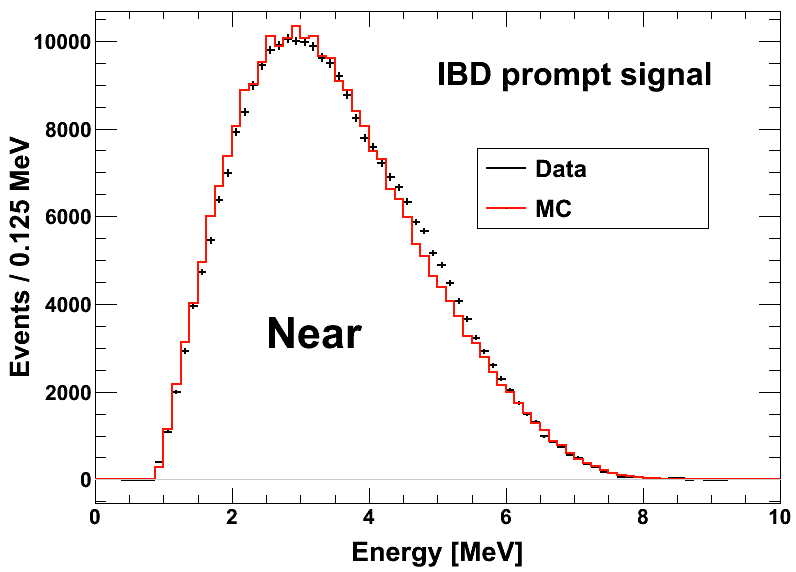 10000
8000
6000
4000
2000
0
Events / 0.125 MeV
IBD prompt signal
Data
MC
Near
0 2 4 6 8 10
Energy [MeV]